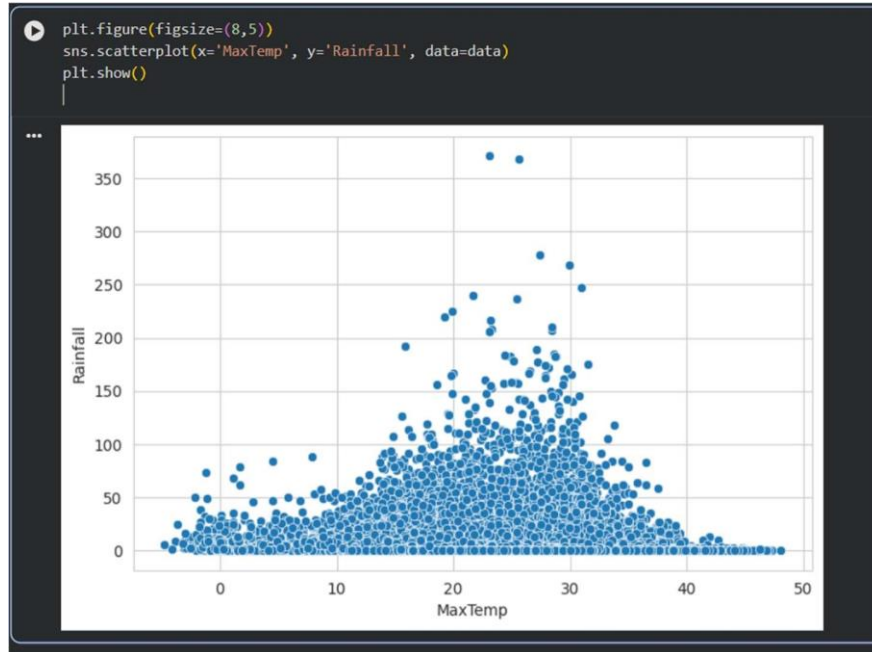 plt.figure(figsize=(8,5))
sns.scatterplot(x='MaxTemp', y='Rainfall', data=data)
plt.show()
350
300
250
200
150
100
50
0
Rainfall
0 10 20 30 40 50
MaxTemp